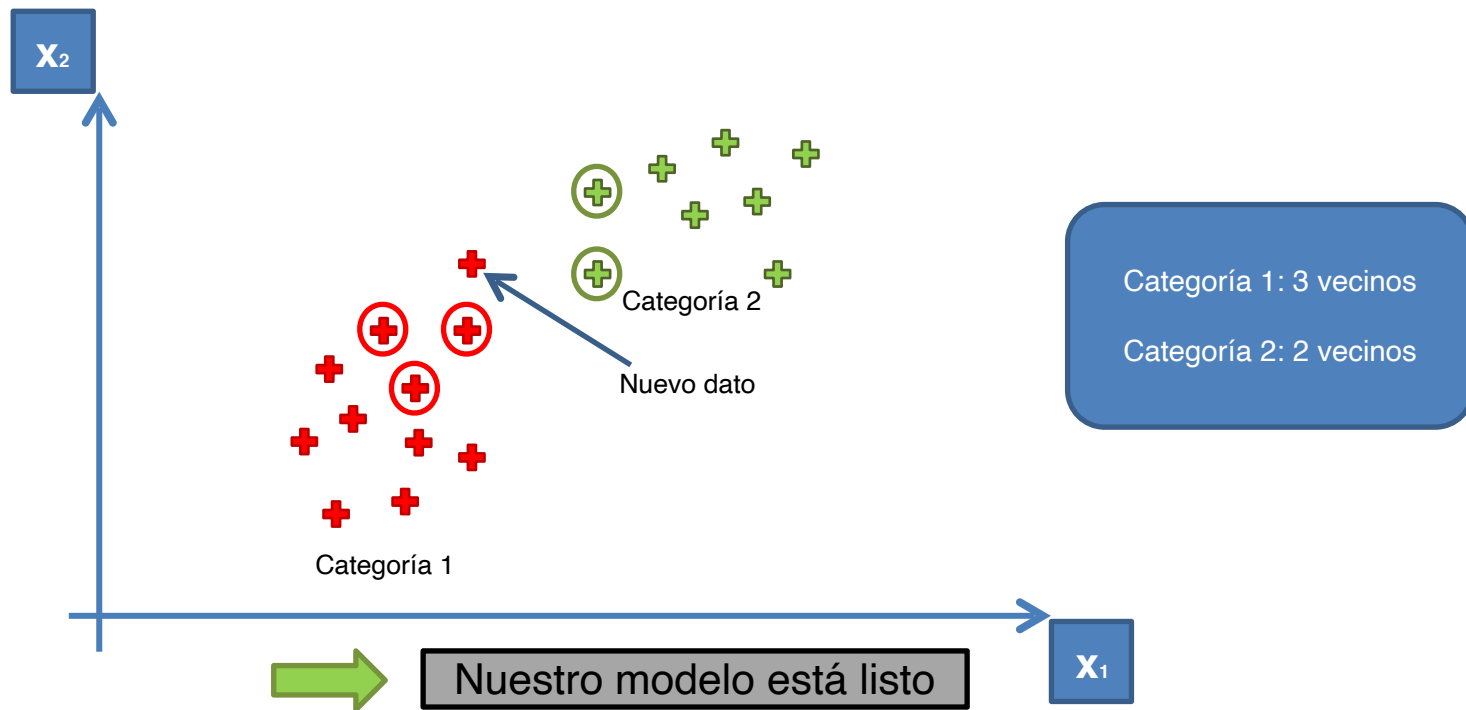 x2
Categoría 2
Nuevo dato
Categoría 1
Categoría 1: 3 vecinos
Categoría 2: 2 vecinos
x1
Nuestro modelo está listo